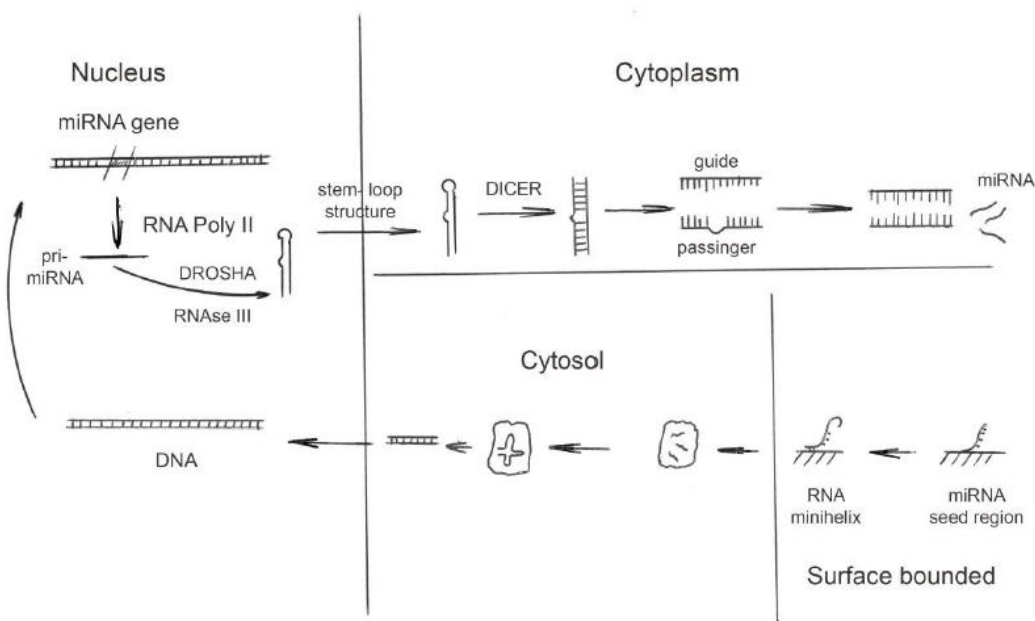 Nucleus
miRNA gene
RNA Poly II
pri-
miRNA
DROSHA
RNAse III
DNA
Cytoplasm
stem- loop
structure
DICER
guide
passinger
miRNA
Cytosol
RNA
minihelix
miRNA
seed region
Surface bounded